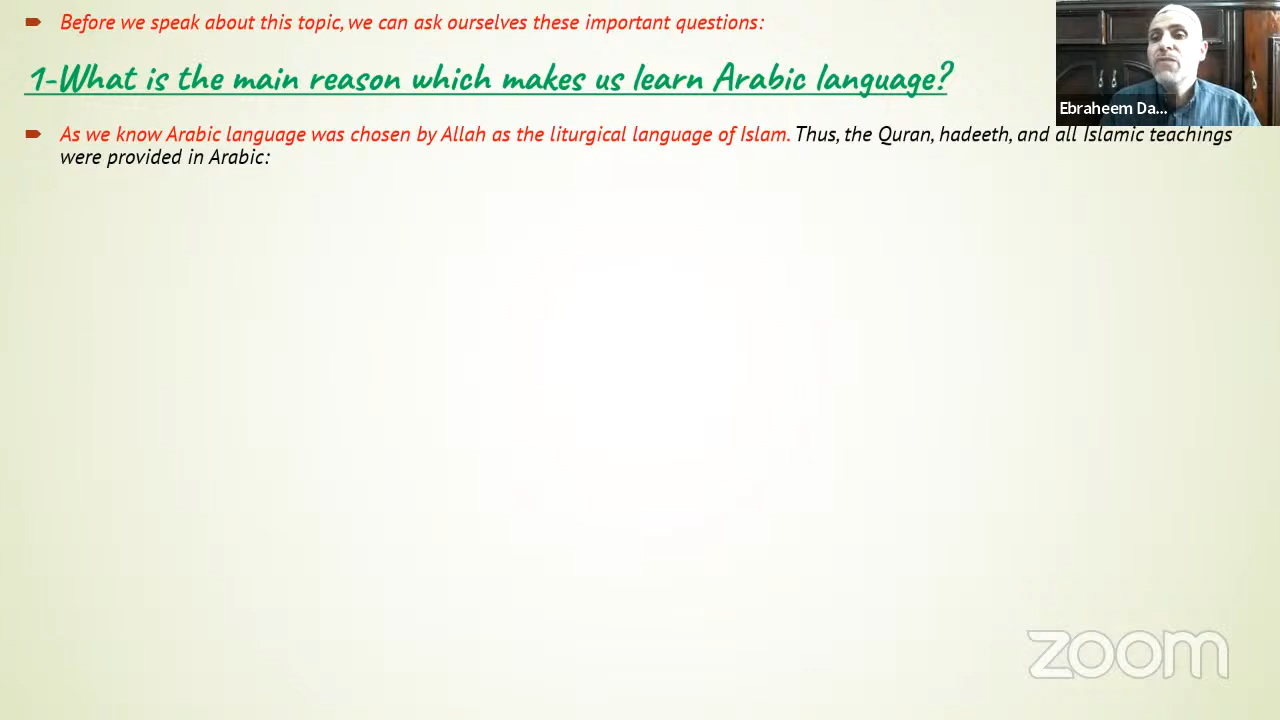 Before we speak about this topic, we can ask ourselves these important questions:
1-What is the main reason which makes us learn Arabic language?
Ebraheem Da...
As we know Arabic language was chosen by Allah as the liturgical language of Islam. Thus, the Quran, hadeeth, and all Islamic teachings
were provided in Arabic:
zoom